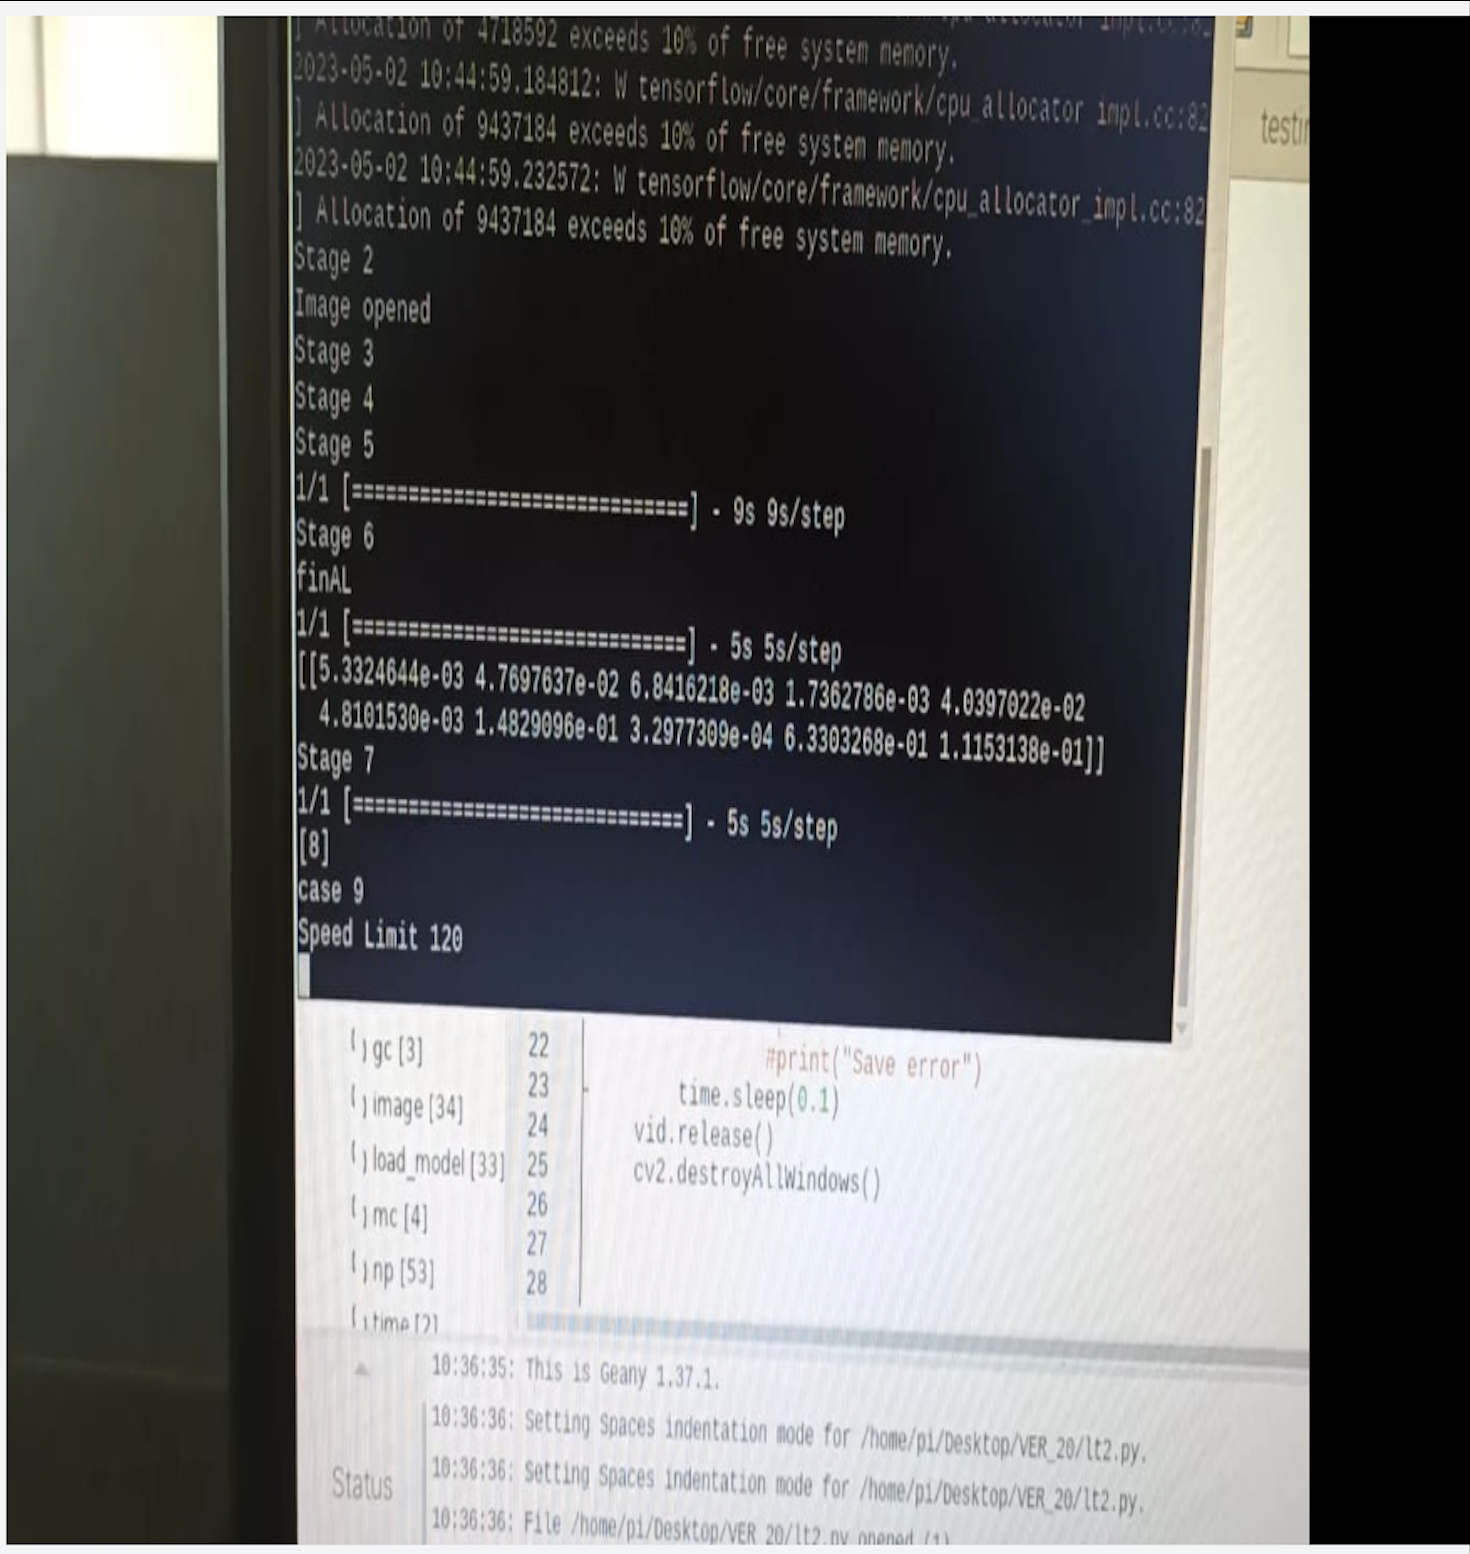 ] Allocation of 4718592 exceeds 10% of free system memory.
2023-05-02 10:44:59.184812: W tensorflow/core/framework/cpu_allocator_impl.cc:82
] Allocation of 9437184 exceeds 10% of free system memory.
2023-05-02 10:44:59.232572: W tensorflow/core/framework/cpu_allocator_impl.cc:82
] Allocation of 9437184 exceeds 10% of free system memory.
Stage 2
Image opened
Stage 3
Stage 4
Stage 5
1/1 [==============================] - 9s 9s/step
Stage 6
finAL
1/1 [==============================] - 5s 5s/step
[[5.3324644e-03 4.7697637e-02 6.8416218e-03 1.7362786e-03 4.0397022e-02
4.8101530e-03 1.4829096e-01 3.2977309e-04 6.3303268e-01 1.1153138e-01]]
Stage 7
1/1 [==============================] - 5s 5s/step
[8]
case 9
Speed Limit 120
gc [3]
image [34]
load_model [33]
mc [4]
np [53]
time [2]
22 #print("Save error")
23 time.sleep(0.1)
24 vid.release()
25 cv2.destroyAllWindows()
26
27
28
Status
10:36:35: This is Geany 1.37.1.
10:36:36: Setting Spaces indentation mode for /home/pi/Desktop/VER_20/lt2.py.
10:36:36: Setting Spaces indentation mode for /home/pi/Desktop/VER_20/lt2.py.
10:36:36: File /home/pi/Desktop/VER_20/lt2.py opened (1).